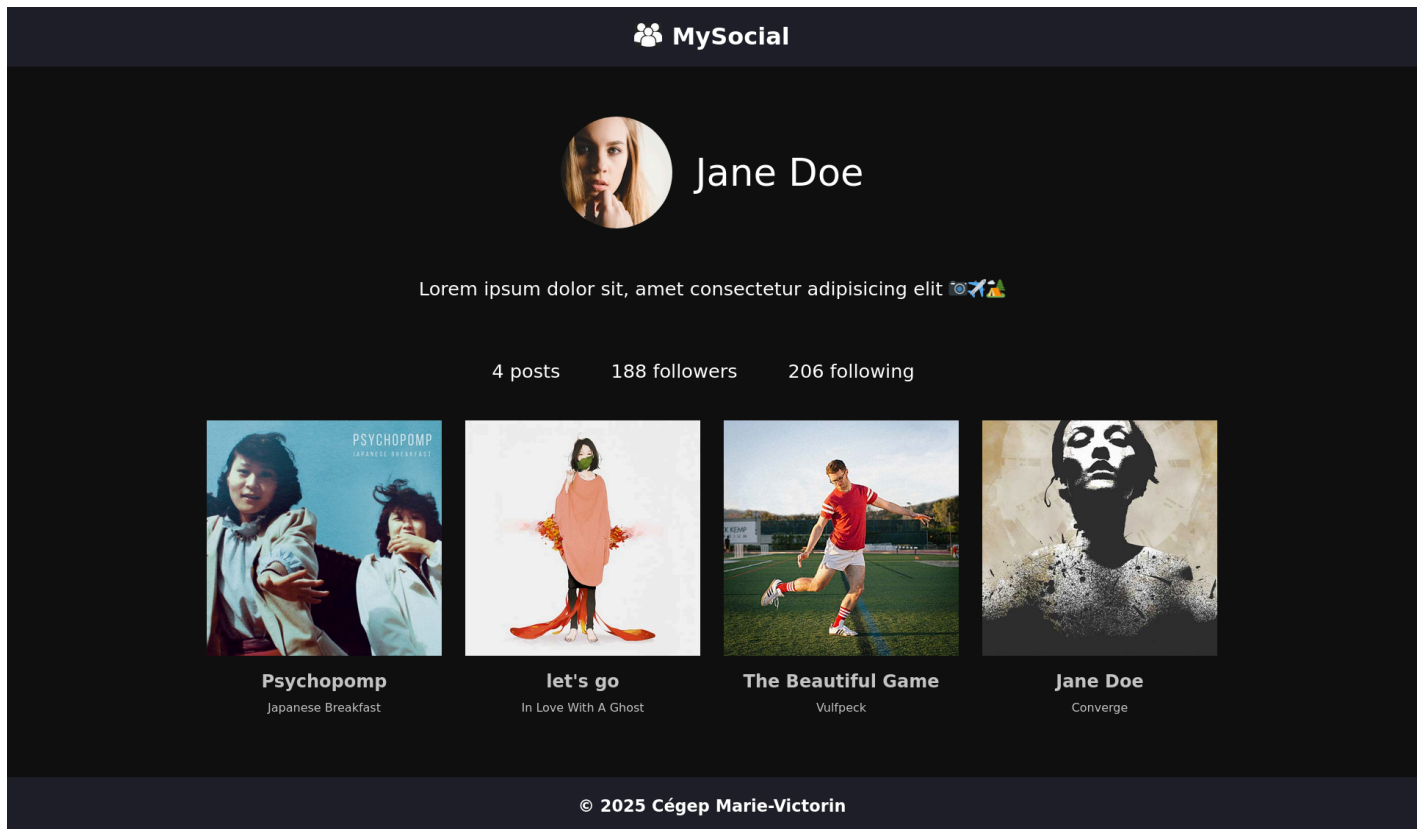 MySocial
Jane Doe
Lorem ipsum dolor sit, amet consectetur adipisicing elit 📷✈️🏕️
4 posts 188 followers 206 following
PSYCHOPOMP
JAPANESE BREAKFAST
K KEMP
Psychopomp let's go The Beautiful Game Jane Doe
Japanese Breakfast In Love With A Ghost Vulfpeck Converge
© 2025 Cégep Marie-Victorin